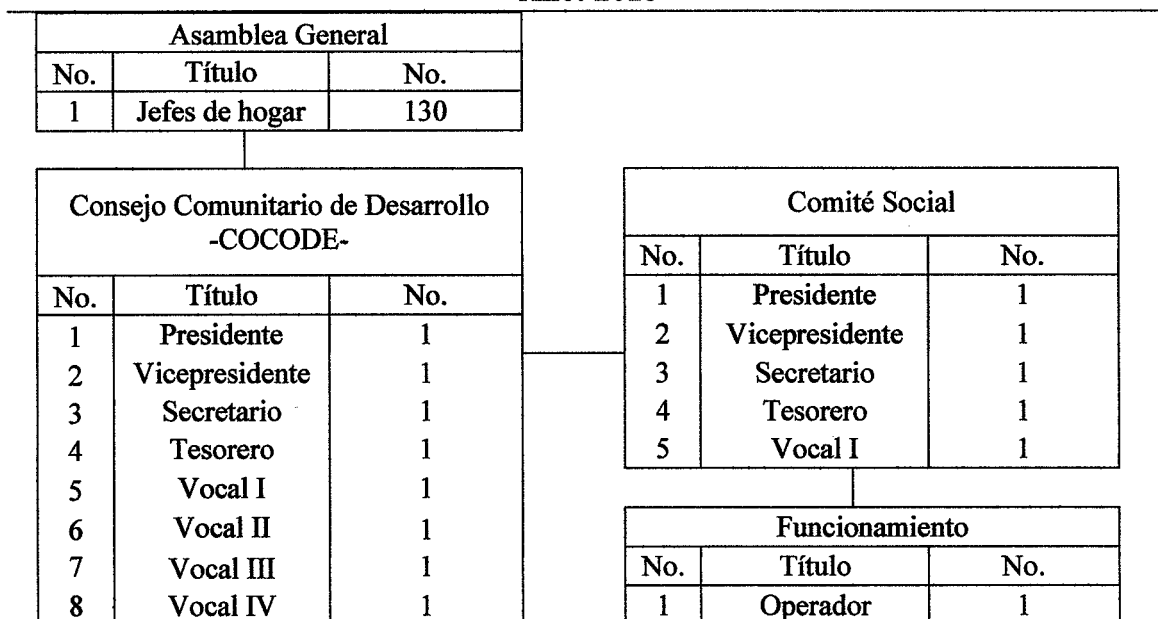 Asamblea General
No. Título No.
1 Jefes de hogar 130
Consejo Comunitario de Desarrollo
-COCODE-
No. Título No.
1 Presidente 1
2 Vicepresidente 1
3 Secretario 1
4 Tesorero 1
5 Vocal I 1
6 Vocal II 1
7 Vocal III 1
8 Vocal IV 1
Comité Social
No. Título No.
1 Presidente 1
2 Vicepresidente 1
3 Secretario 1
4 Tesorero 1
5 Vocal I 1
Funcionamiento
No. Título No.
1 Operador 1